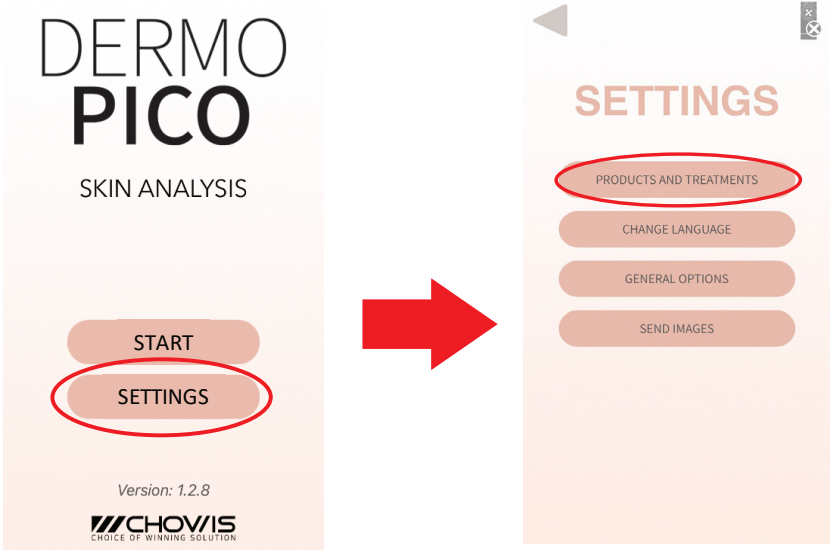 DERMO
PICO
SKIN ANALYSIS
START
SETTINGS
Version: 1.2.8
CHOWIS
CHOICE OF WINNING SOLUTION
SETTINGS
PRODUCTS AND TREATMENTS
CHANGE LANGUAGE
GENERAL OPTIONS
SEND IMAGES